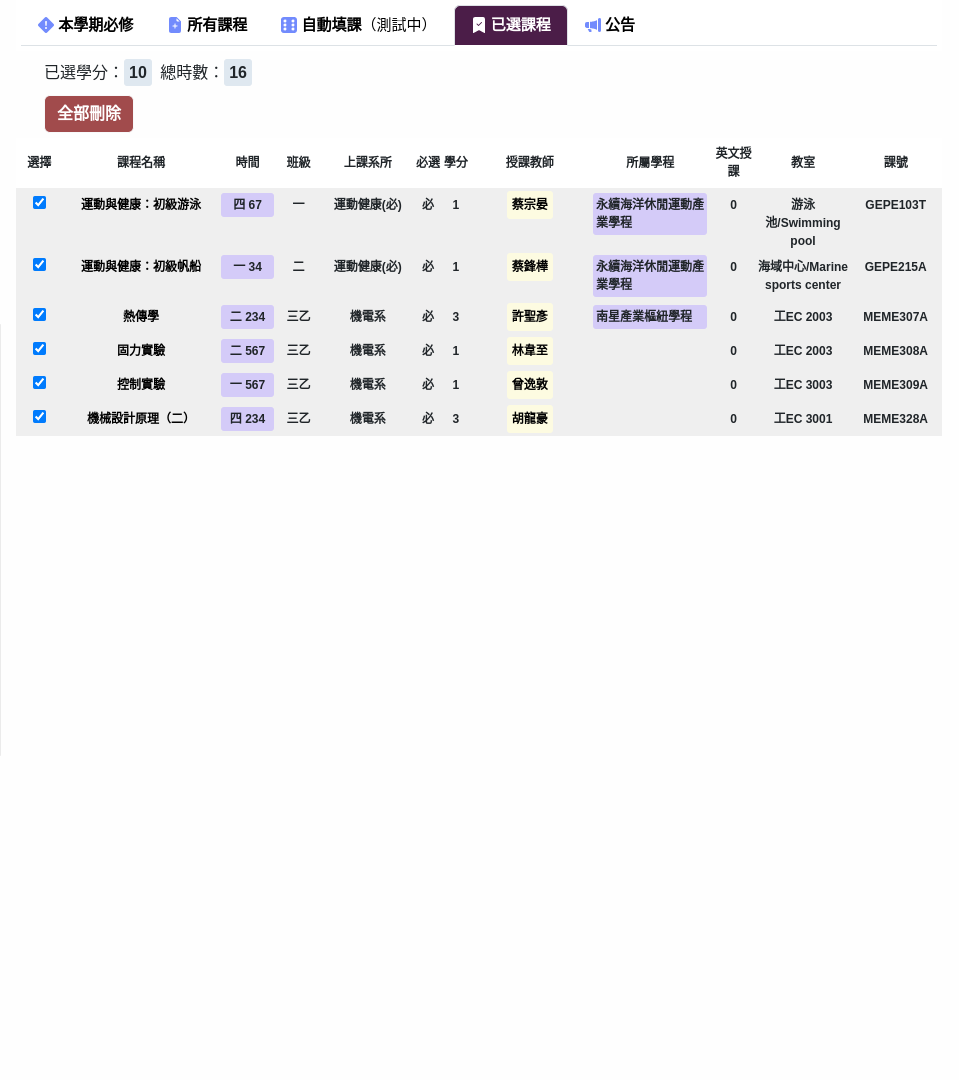 本學期必修 所有課程 自動填課（測試中） 已選課程 公告
已選學分：10 總時數：16
全部刪除
選擇 課程名稱 時間 班級 上課系所 必選 學分 授課教師 所屬學程 英文授課 教室 課號
運動與健康：初級游泳 四 67 一 運動健康(必) 必 1 蔡宗晏 永續海洋休閒運動產業學程 0 游泳池/Swimming pool GEPE103T
運動與健康：初級帆船 一 34 二 運動健康(必) 必 1 蔡鋒樺 永續海洋休閒運動產業學程 0 海域中心/Marine sports center GEPE215A
熱傳學 二 234 三乙 機電系 必 3 許聖彥 南星產業樞紐學程 0 工EC 2003 MEME307A
固力實驗 二 567 三乙 機電系 必 1 林韋至 0 工EC 2003 MEME308A
控制實驗 一 567 三乙 機電系 必 1 曾逸敦 0 工EC 3003 MEME309A
機械設計原理（二） 四 234 三乙 機電系 必 3 胡龍豪 0 工EC 3001 MEME328A